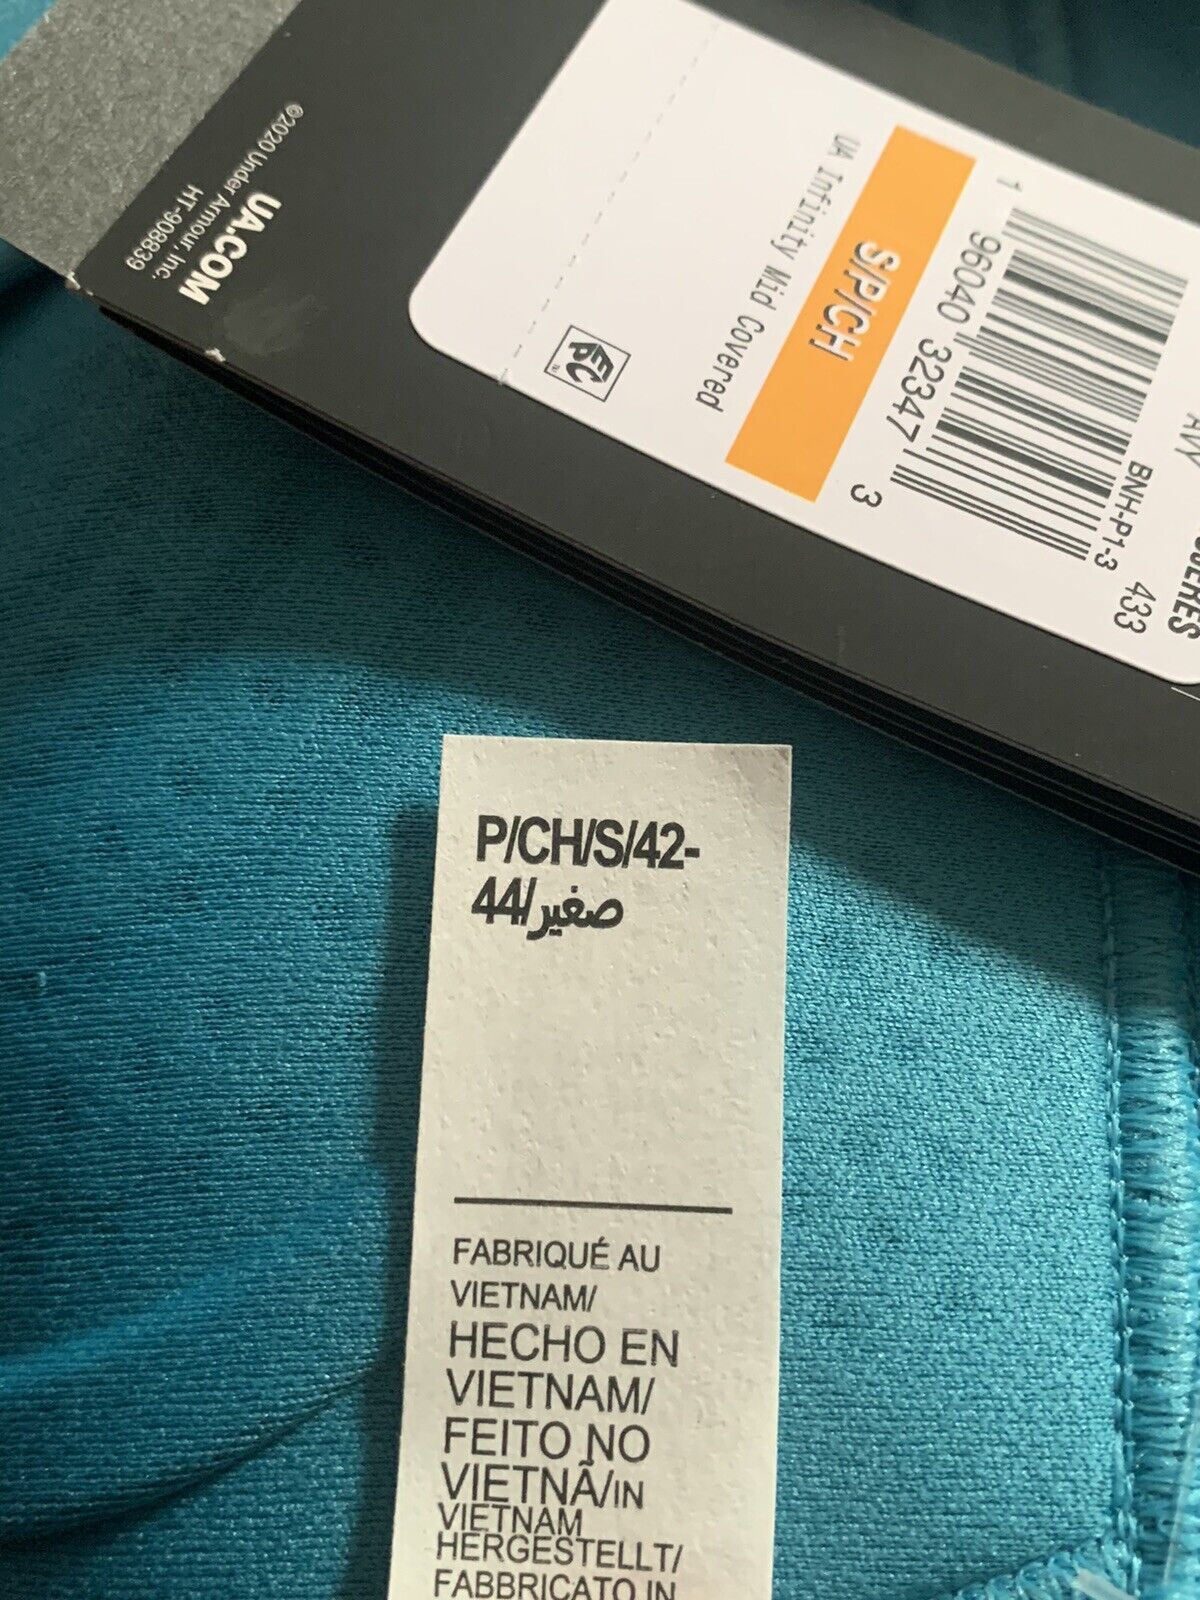 ©2020 Under Armour, Inc.
HT-908839
UA.COM
UA Infinity Mid Covered
S/P/CH
1 96040 32347 3
BNH-P1-3 433
EPC
P/CH/S/42-
44/صغير
FABRIQUÉ AU
VIETNAM/
HECHO EN
VIETNAM/
FEITO NO
VIETNÃ/IN
VIETNAM
HERGESTELLT/
FABBRICATO IN